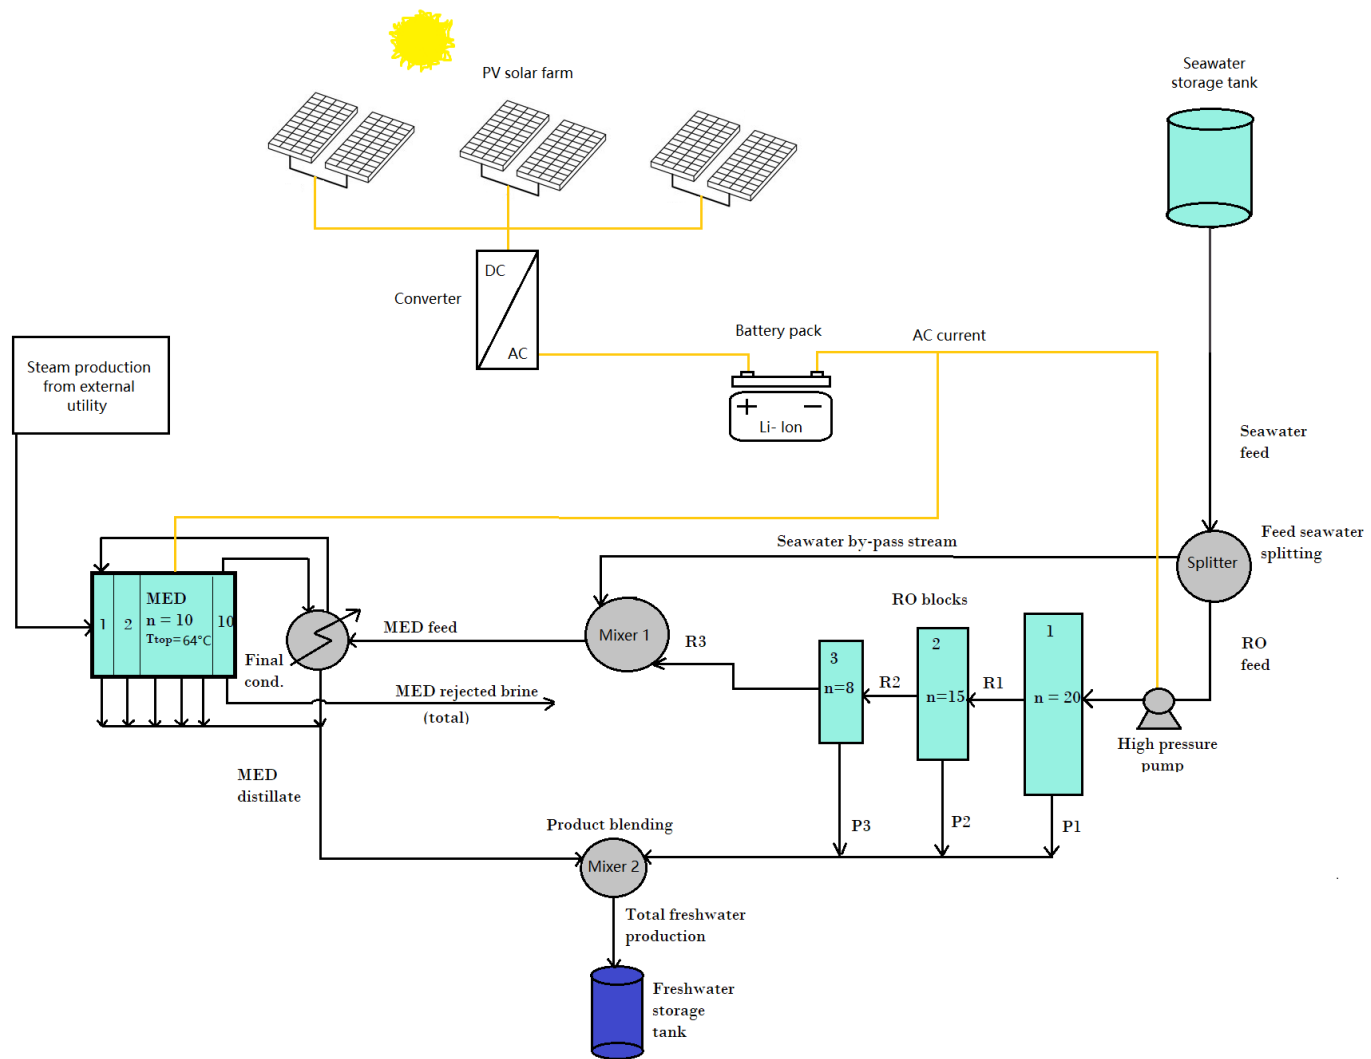 PV solar farm
Seawater
storage tank
DC
AC
Converter
Battery pack
AC current
Li- Ion
Steam production
from external
utility
Seawater
feed
Seawater by-pass stream
Splitter
Feed seawater
splitting
RO blocks
MED
n = 10
Ttop=64°C
1
2
10
Final
cond.
MED feed
Mixer 1
R3
3
n=8
R2
2
n=15
R1
1
n = 20
RO
feed
High pressure
pump
MED rejected brine
(total)
MED
distillate
P3
P2
P1
Product blending
Mixer 2
Total freshwater
production
Freshwater
storage
tank